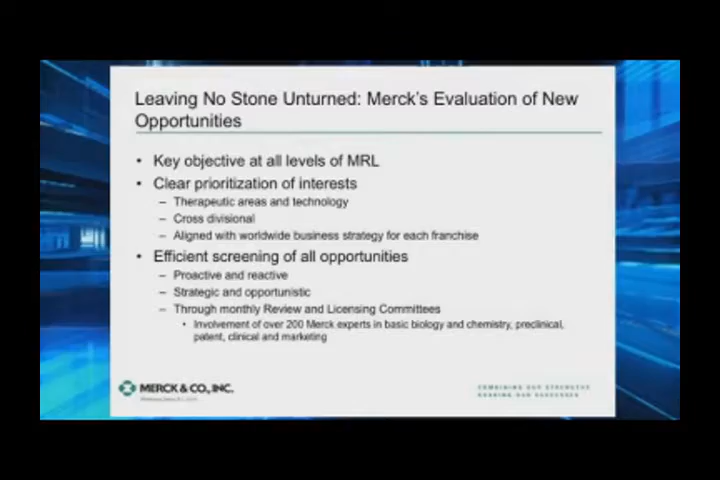 Leaving No Stone Unturned: Merck's Evaluation of New
Opportunities
• Key objective at all levels of MRL
• Clear prioritization of interests
– Therapeutic areas and technology
– Cross divisional
– Aligned with worldwide business strategy for each franchise
• Efficient screening of all opportunities
– Proactive and reactive
– Strategic and opportunistic
– Through monthly Review and Licensing Committees
• Involvement of over 200 Merck experts in basic biology and chemistry, preclinical,
patent, clinical and marketing
MERCK & CO., INC.
COMBINING OUR STRENGTHS